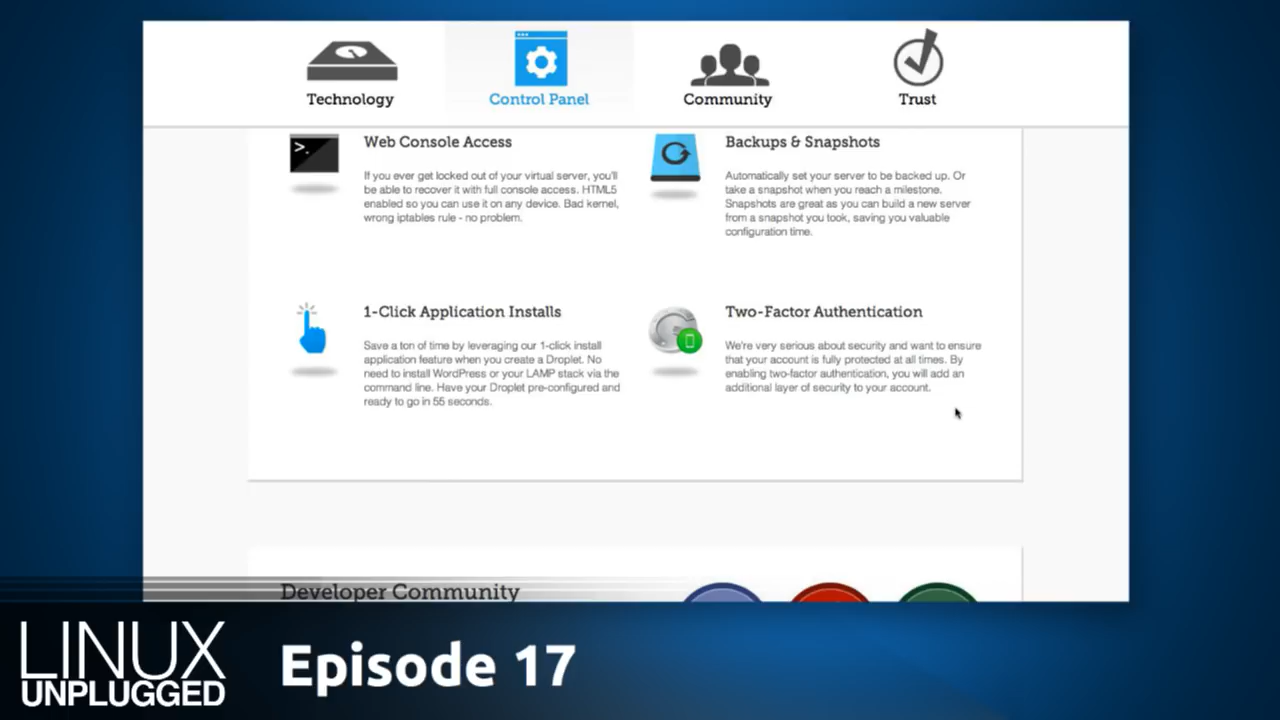 Technology
Control Panel
Community
Trust
>.
Web Console Access
If you ever get locked out of your virtual server, you'll
be able to recover it with full console access. HTML5
enabled so you can use it on any device. Bad kernel,
wrong iptables rule - no problem.
Backups & Snapshots
Automatically set your server to be backed up. Or
take a snapshot when you reach a milestone.
Snapshots are great as you can build a new server
from a snapshot you took, saving you valuable
configuration time.
1-Click Application Installs
Save a ton of time by leveraging our 1-click install
application feature when you create a Droplet. No
need to install WordPress or your LAMP stack via the
command line. Have your Droplet pre-configured and
ready to go in 55 seconds.
Two-Factor Authentication
We're very serious about security and want to ensure
that your account is fully protected at all times. By
enabling two-factor authentication, you will add an
additional layer of security to your account.
Developer Community
LINUX
UNPLUGGED
Episode 17